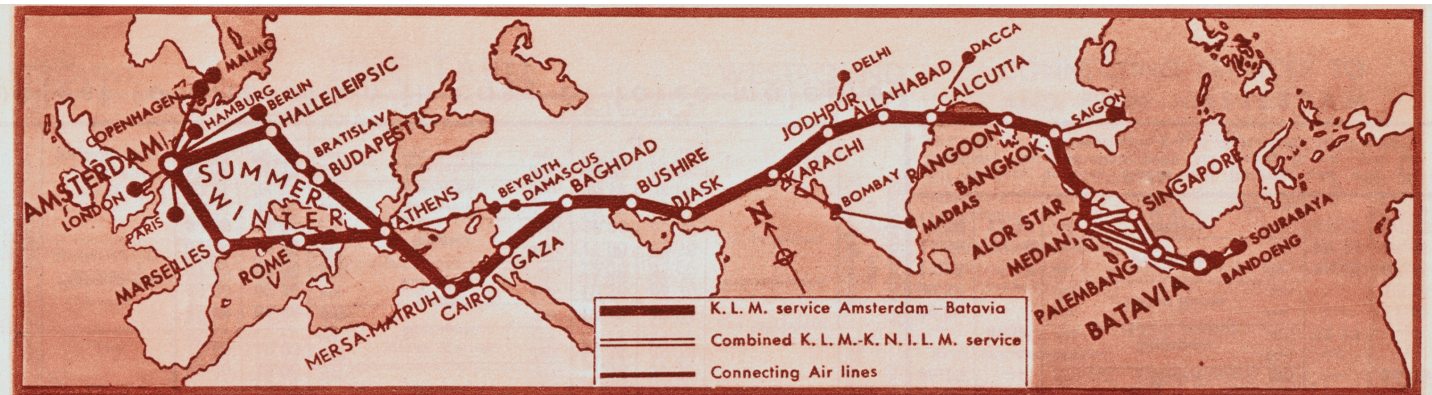 MALMÖ
COPENHAGEN
HAMBURG
BERLIN
HALLE/LEIPSIC
AMSTERDAM
LONDON
PARIS
SUMMER
WINTER
BRATISLAVA
BUDAPEST
MARSEILLES
ROME
ATHENS
MERSA-MATRUH
CAIRO
GAZA
BEYRUTH
DAMASCUS
BAGHDAD
BUSHIRE
DJASK
KARACHI
JODHPUR
DELHI
ALLAHABAD
DACCA
CALCUTTA
BOMBAY
MADRAS
RANGOON
BANGKOK
SAIGON
ALOR STAR
MEDAN
SINGAPORE
PALEMBANG
BATAVIA
SOURABAYA
BANDOENG
N
K.L.M. service Amsterdam – Batavia
Combined K.L.M.-K.N.I.L.M. service
Connecting Air lines